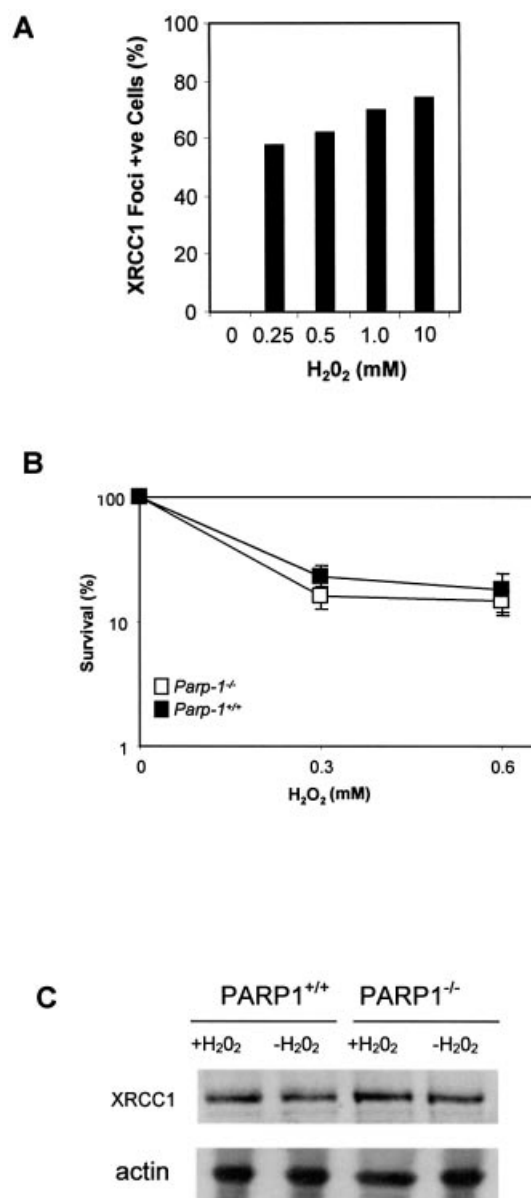 A
XRCC1 Foci +ve Cells (%)
100
80
60
40
20
0
0 0.25 0.5 1.0 10
H₂0₂ (mM)
B
Survival (%)
100
10
1
Parp-1⁻/⁻
Parp-1⁺/⁺
0 0.3 0.6
H₂O₂ (mM)
C
PARP1⁺/⁺ PARP1⁻/⁻
+H₂0₂ -H₂0₂ +H₂0₂ -H₂0₂
XRCC1
actin